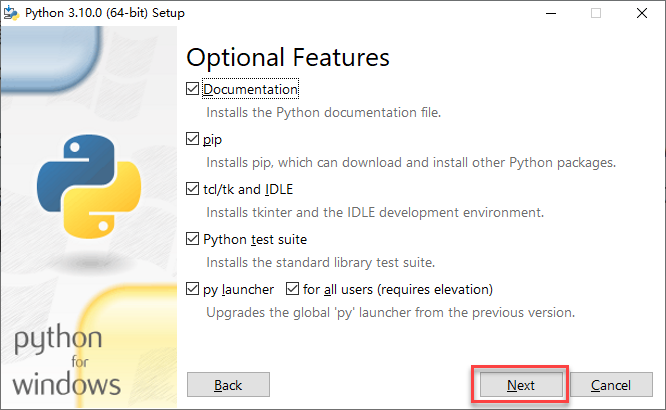 Python 3.10.0 (64-bit) Setup
Optional Features
Documentation
Installs the Python documentation file.
pip
Installs pip, which can download and install other Python packages.
tcl/tk and IDLE
Installs tkinter and the IDLE development environment.
Python test suite
Installs the standard library test suite.
py launcher for all users (requires elevation)
Upgrades the global 'py' launcher from the previous version.
python
for
windows
Back Next Cancel